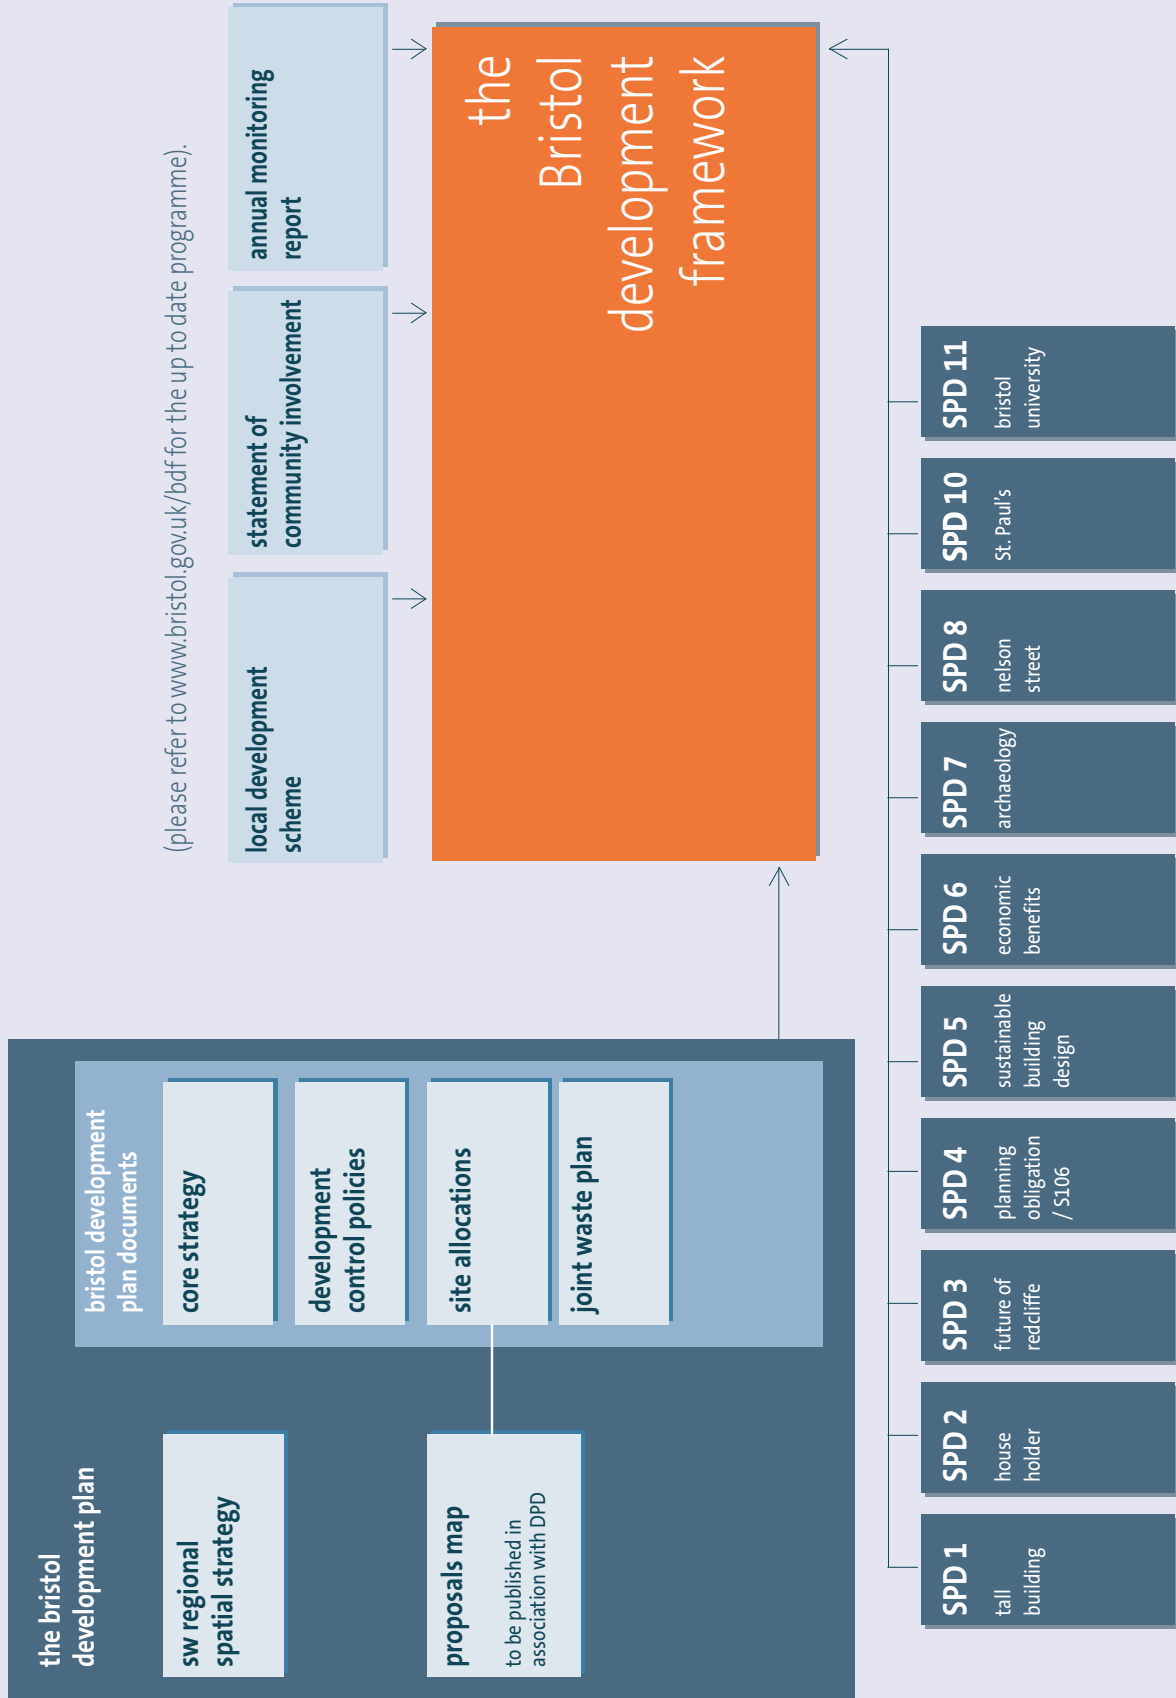 (please refer to www.bristol.gov.uk/bdf for the up to date programme).
the bristol
development plan
sw regional
spatial strategy
proposals map
to be published in
association with DPD
bristol development
plan documents
core strategy
development
control policies
site allocations
joint waste plan
local development
scheme
statement of
community involvement
annual monitoring
report
the
Bristol
development
framework
SPD 1
tall
building
SPD 2
house
holder
SPD 3
future of
redcliffe
SPD 4
planning
obligation
/ S106
SPD 5
sustainable
building
design
SPD 6
economic
benefits
SPD 7
archaeology
SPD 8
nelson
street
SPD 10
St. Paul's
SPD 11
bristol
university